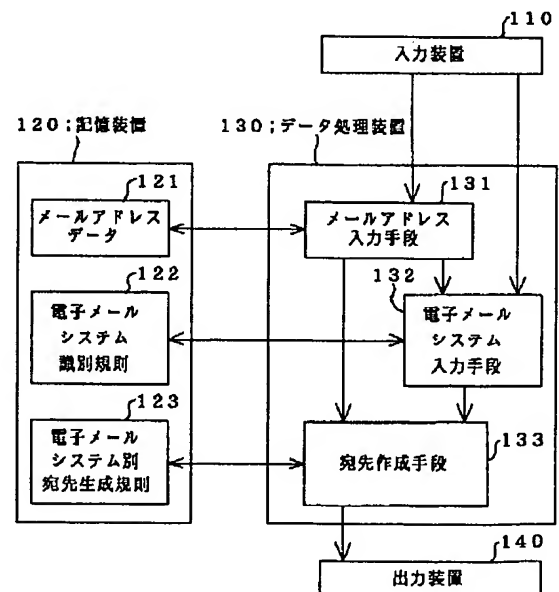 110
入力装置
120;記憶装置
130;データ処理装置
121
メールアドレス
データ
131
メールアドレス
入力手段
122
電子メール
システム
識別規則
132
電子メール
システム
入力手段
123
電子メール
システム別
宛先生成規則
133
宛先作成手段
140
出力装置